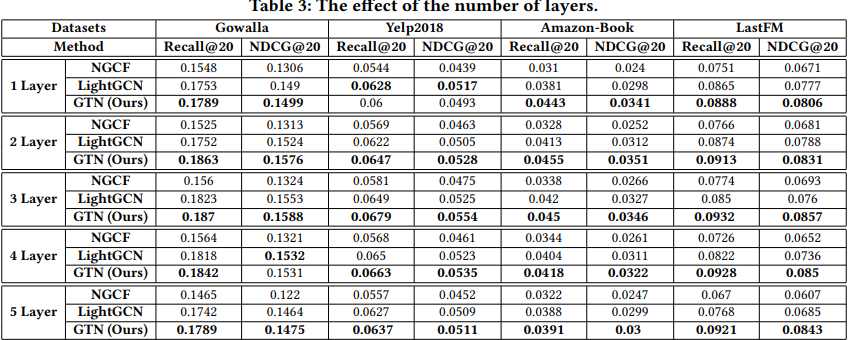 Table 3: The effect of the number of layers.
Datasets Gowalla Yelp2018 Amazon-Book LastFM
Method Recall@20 NDCG@20 Recall@20 NDCG@20 Recall@20 NDCG@20 Recall@20 NDCG@20
1 Layer
NGCF 0.1548 0.1306 0.0544 0.0439 0.031 0.024 0.0751 0.0671
LightGCN 0.1753 0.149 0.0628 0.0517 0.0381 0.0298 0.0865 0.0777
GTN (Ours) 0.1789 0.1499 0.06 0.0493 0.0443 0.0341 0.0888 0.0806
2 Layer
NGCF 0.1525 0.1313 0.0569 0.0463 0.0328 0.0252 0.0766 0.0681
LightGCN 0.1752 0.1524 0.0622 0.0505 0.0413 0.0312 0.0874 0.0788
GTN (Ours) 0.1863 0.1576 0.0647 0.0528 0.0455 0.0351 0.0913 0.0831
3 Layer
NGCF 0.156 0.1324 0.0581 0.0475 0.0338 0.0266 0.0774 0.0693
LightGCN 0.1823 0.1553 0.0649 0.0525 0.042 0.0327 0.085 0.076
GTN (Ours) 0.187 0.1588 0.0679 0.0554 0.045 0.0346 0.0932 0.0857
4 Layer
NGCF 0.1564 0.1321 0.0568 0.0461 0.0344 0.0261 0.0726 0.0652
LightGCN 0.1818 0.1532 0.065 0.0523 0.0404 0.0311 0.0822 0.0736
GTN (Ours) 0.1842 0.1531 0.0663 0.0535 0.0418 0.0322 0.0928 0.085
5 Layer
NGCF 0.1465 0.122 0.0557 0.0452 0.0322 0.0247 0.067 0.0607
LightGCN 0.1742 0.1464 0.0627 0.0509 0.0388 0.0299 0.0768 0.0685
GTN (Ours) 0.1789 0.1475 0.0637 0.0511 0.0391 0.03 0.0921 0.0843